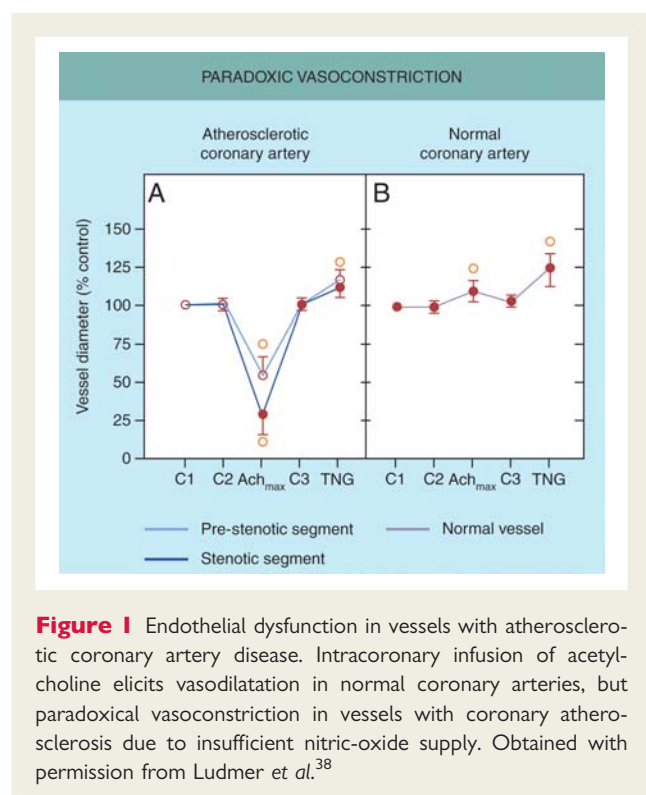 PARADOXIC VASOCONSTRICTION
Atherosclerotic
coronary artery
Normal
coronary artery
A
B
Vessel diameter (% control)
150
125
100
75
50
25
0
C1 C2 Achmax C3 TNG
C1 C2 Achmax C3 TNG
Pre-stenotic segment
Normal vessel
Stenotic segment
Figure 1 Endothelial dysfunction in vessels with atherosclero-
tic coronary artery disease. Intracoronary infusion of acetyl-
choline elicits vasodilatation in normal coronary arteries, but
paradoxical vasoconstriction in vessels with coronary athero-
sclerosis due to insufficient nitric-oxide supply. Obtained with
permission from Ludmer et al.38